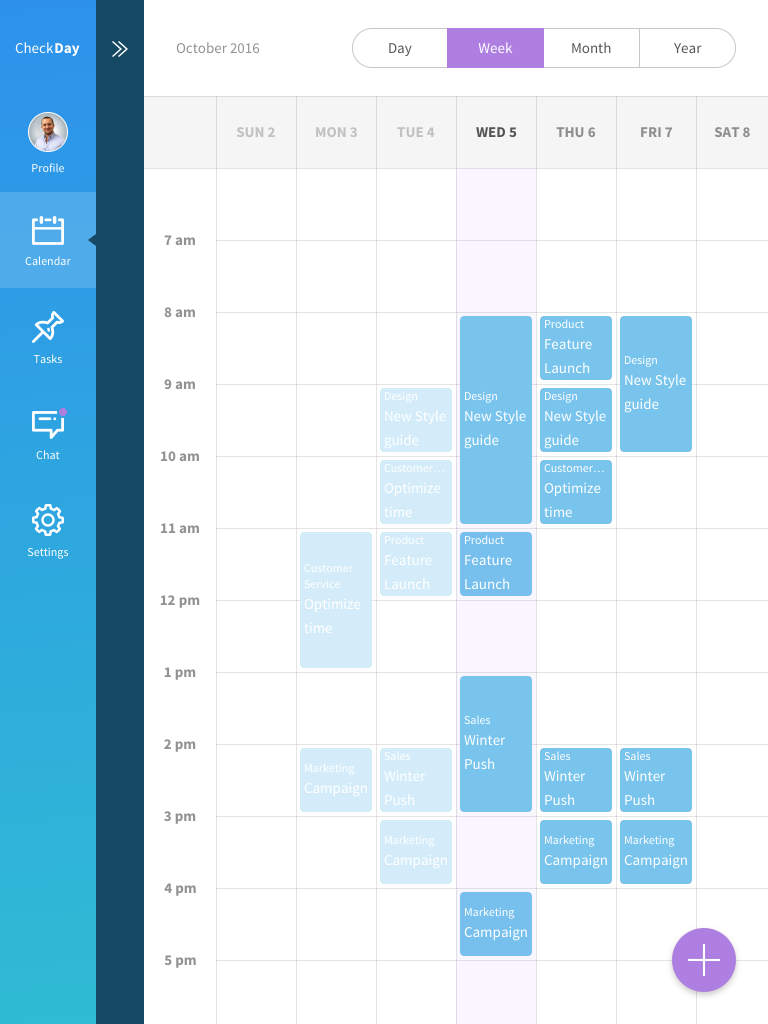 CheckDay
October 2016
Day
Week
Month
Year
Profile
Calendar
Tasks
Chat
Settings
SUN 2
MON 3
TUE 4
WED 5
THU 6
FRI 7
SAT 8
7 am
8 am
9 am
10 am
11 am
12 pm
1 pm
2 pm
3 pm
4 pm
5 pm
Customer
Service
Optimize
time
Marketing
Campaign
Design
New Style
guide
Customer...
Optimize
time
Product
Feature
Launch
Sales
Winter
Push
Marketing
Campaign
Design
New Style
guide
Product
Feature
Launch
Sales
Winter
Push
Marketing
Campaign
Product
Feature
Launch
Design
New Style
guide
Customer...
Optimize
time
Sales
Winter
Push
Marketing
Campaign
Design
New Style
guide
Sales
Winter
Push
Marketing
Campaign